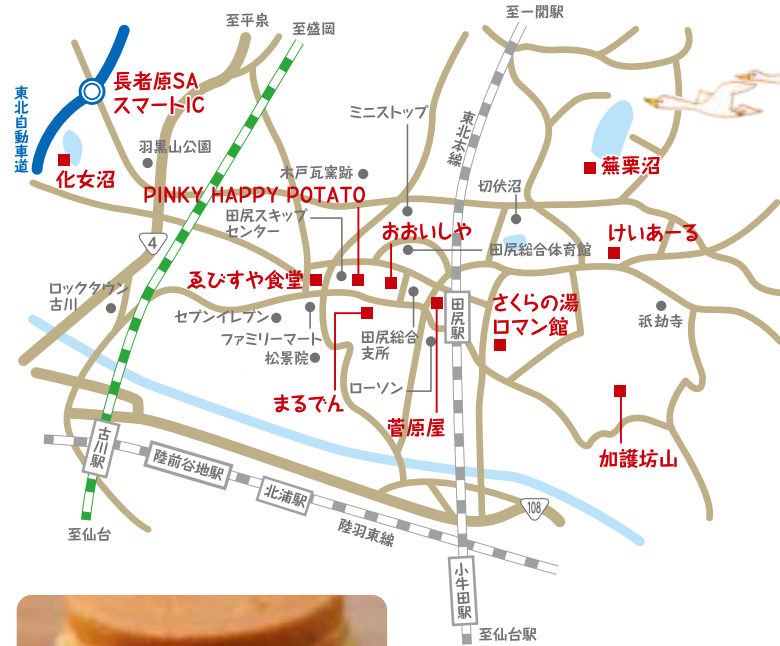 至平泉
至盛岡
至一関駅
東北自動車道
長者原SA
スマートIC
化女沼
羽黒山公園
木戸瓦窯跡
ミニストップ
東北本線
切伏沼
蕪栗沼
PINKY HAPPY POTATO
田尻スキップ
センター
おおいしや
田尻総合体育館
けいあーる
4
ゑびすや食堂
ロックタウン
古川
セブンイレブン
ファミリーマート
松景院
まるでん
田尻総合
支所
ローソン
菅原屋
田尻駅
さくらの湯
ロマン館
祇劫寺
加護坊山
古川駅
陸前谷地駅
北浦駅
陸羽東線
108
至仙台
小牛田駅
至仙台駅